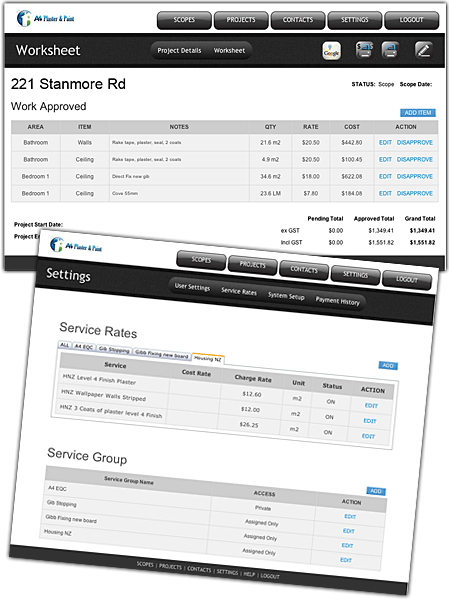 A4 Plaster & Paint
SCOPES PROJECTS CONTACTS SETTINGS LOGOUT
Worksheet Project Details Worksheet Google
221 Stanmore Rd STATUS: Scope Scope Date:
Work Approved
ADD ITEM
AREA ITEM NOTES QTY RATE COST ACTION
Bathroom Walls Rake tape, plaster, seal, 2 coats 21.6 m2 $20.50 $442.80 EDIT DISAPPROVE
Bathroom Ceiling Rake tape, plaster, seal, 2 coats 4.9 m2 $20.50 $100.45 EDIT DISAPPROVE
Bedroom 1 Ceiling Direct Fix new gib 34.6 m2 $18.00 $622.08 EDIT DISAPPROVE
Bedroom 1 Ceiling Cove 55mm 23.6 LM $7.80 $184.08 EDIT DISAPPROVE
Pending Total Approved Total Grand Total
Project Start Date: ex GST $0.00 $1,349.41 $1,349.41
Project Incl GST $0.00 $1,551.82 $1,551.82
A4 Plaster & Paint
SCOPES PROJECTS CONTACTS SETTINGS LOGOUT
Settings User Settings Service Rates System Setup Payment History
Service Rates
ALL A4 EQC Gib Stopping Gibb Fixing new board Housing NZ ADD
Service Cost Rate Charge Rate Unit Status ACTION
HNZ Level 4 Finish Plaster $12.60 m2 ON EDIT
HNZ Wallpaper Walls Stripped $12.00 m2 ON EDIT
HNZ 3 Coats of plaster level 4 Finish $26.25 m2 ON EDIT
Service Group
ADD
Service Group Name ACCESS ACTION
A4 EQC Private EDIT
Gib Stopping Assigned Only EDIT
Gibb Fixing new board Assigned Only EDIT
Housing NZ Assigned Only EDIT
SCOPES | PROJECTS | CONTACTS | SETTINGS | HELP | LOGOUT